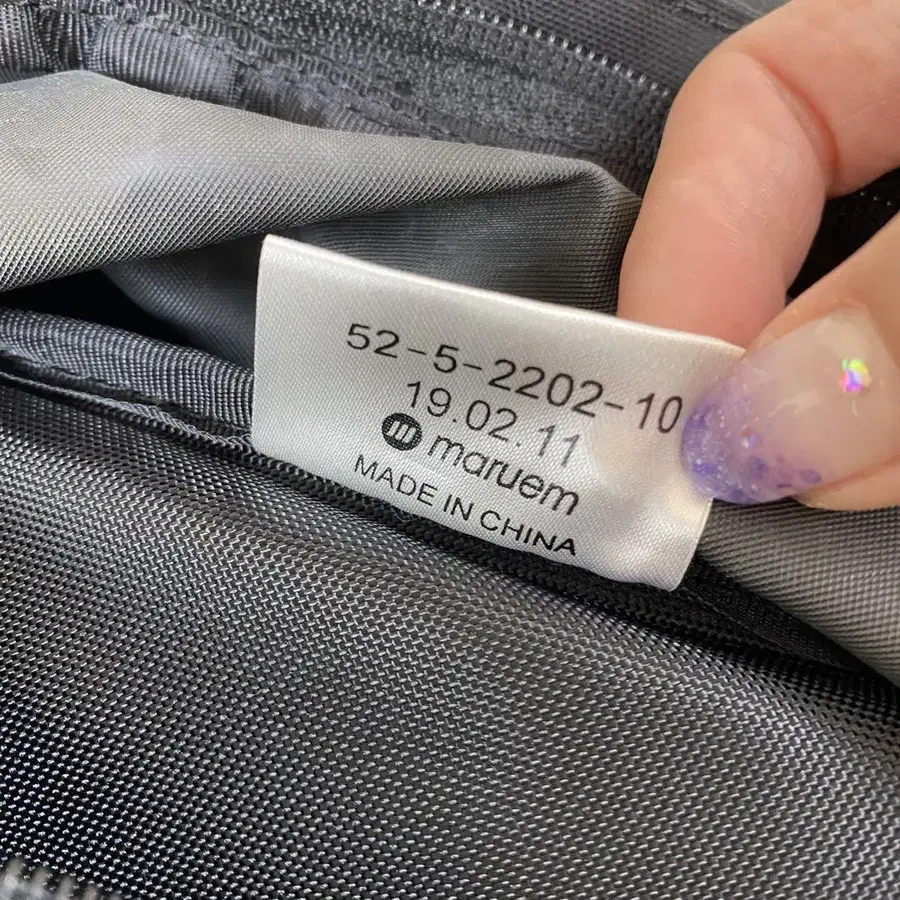 52-5-2202-10
19.02.11
m maruem
MADE IN CHINA